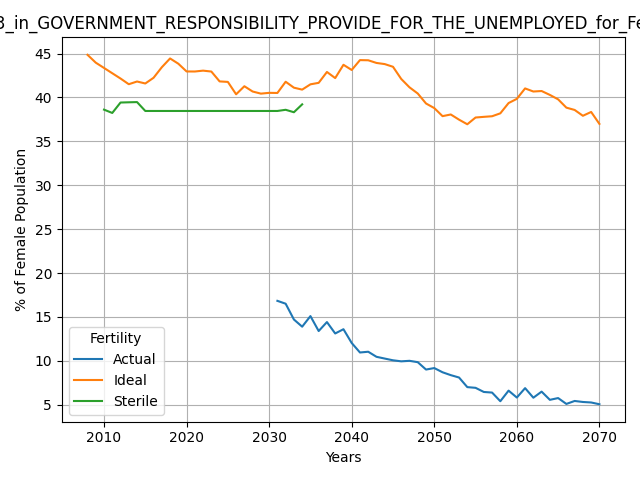 3_in_GOVERNMENT_RESPONSIBILITY_PROVIDE_FOR_THE_UNEMPLOYED_for_Fe
45
40
35
30
25
20
15
10
5
% of Female Population
Fertility
Actual
Ideal
Sterile
2010 2020 2030 2040 2050 2060 2070
Years